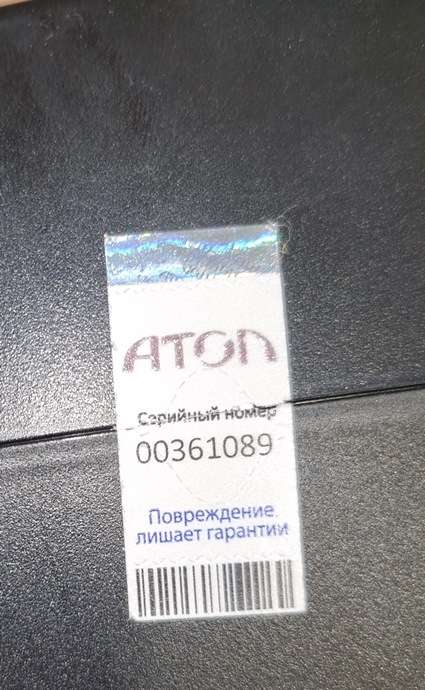 АТОЛ
Серийный номер
00361089
Повреждение
лишает гарантии